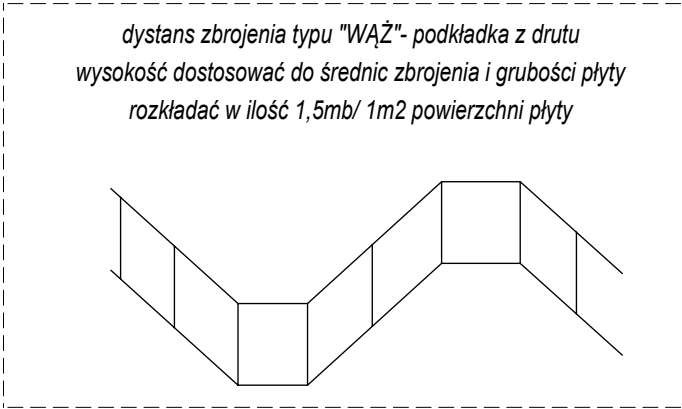 dystans zbrojenia typu "WĄŻ"- podkładka z drutu
wysokość dostosować do średnic zbrojenia i grubości płyty
rozkładać w ilość 1,5mb/ 1m2 powierzchni płyty